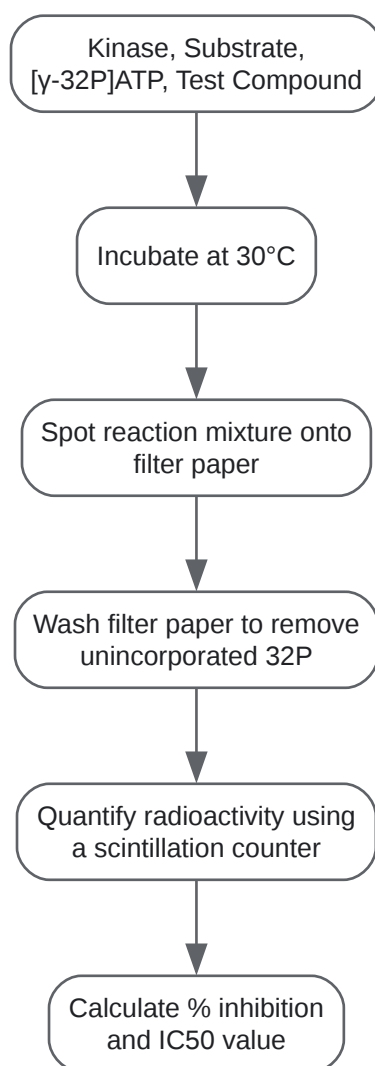 Kinase, Substrate,
[γ-32P]ATP, Test Compound
Incubate at 30°C
Spot reaction mixture onto
filter paper
Wash filter paper to remove
unincorporated 32P
Quantify radioactivity using
a scintillation counter
Calculate % inhibition
and IC50 value